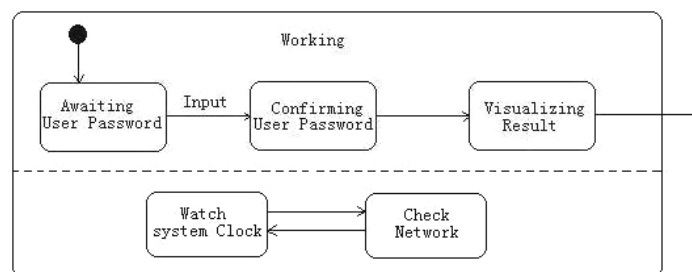 Working
Awaiting
User Password
Input
Confirming
User Password
Visualizing
Result
Watch
system Clock
Check
Network